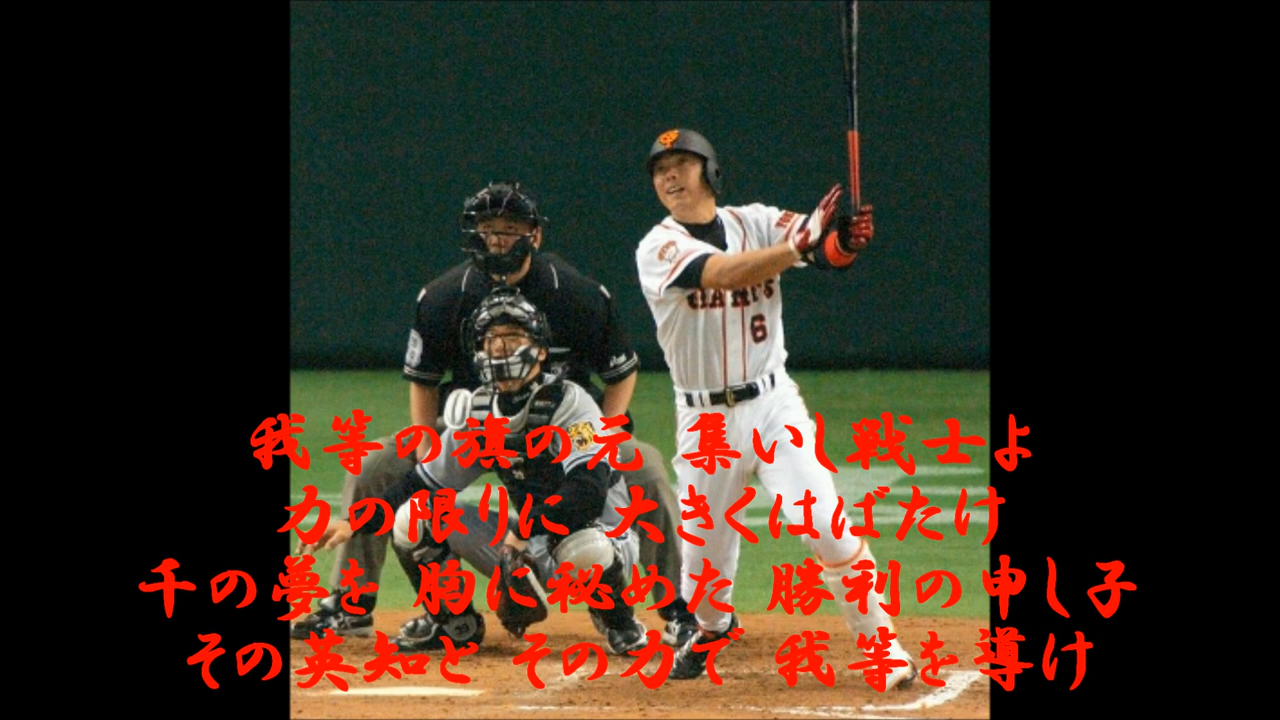 GIANTS
6
我等の旗の元 集いし戦士よ
力の限りに 大きくはばたけ
千の夢を 胸に秘めた 勝利の申し子
その英知と その力で 我等を導け